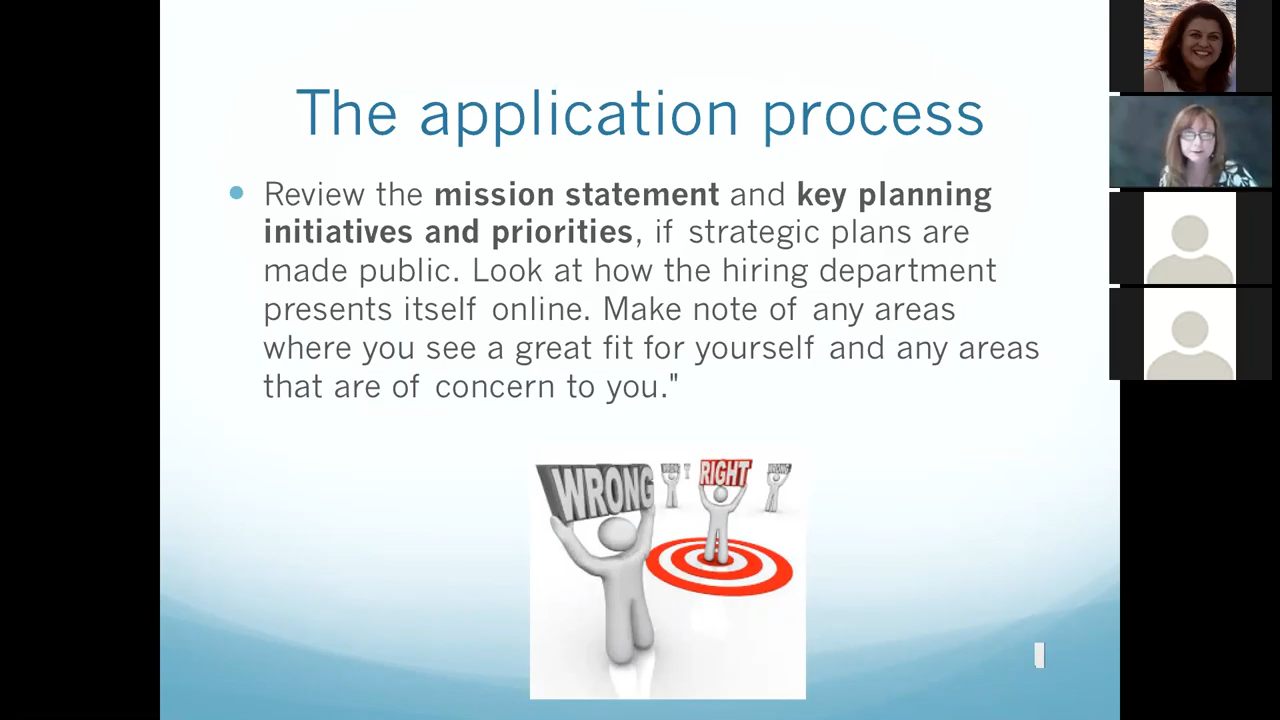 The application process
Review the mission statement and key planning
initiatives and priorities, if strategic plans are
made public. Look at how the hiring department
presents itself online. Make note of any areas
where you see a great fit for yourself and any areas
that are of concern to you."
WRONG
WRONG
RIGHT
WRONG